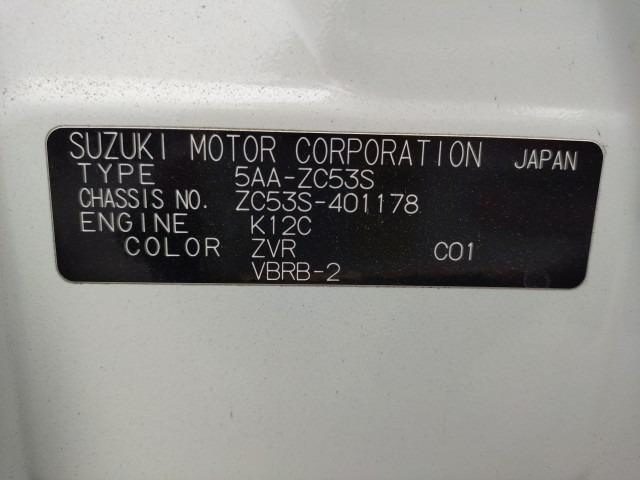 SUZUKI MOTOR CORPORATION JAPAN
TYPE 5AA-ZC53S
CHASSIS NO. ZC53S-401178
ENGINE K12C
COLOR ZVR C01
VBRB-2